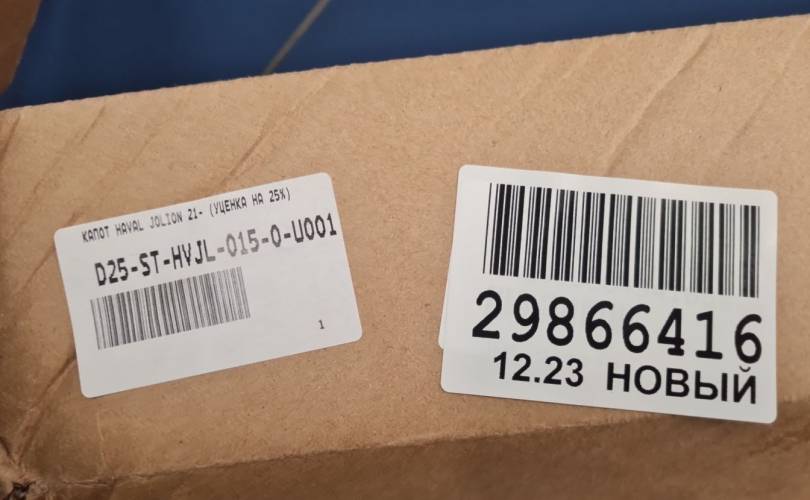 КАПОТ HAVAL JOLION 21- (УЦЕНКА НА 25%)
D25-ST-HVJL-015-0-U001
1
29866416
12.23 НОВЫЙ